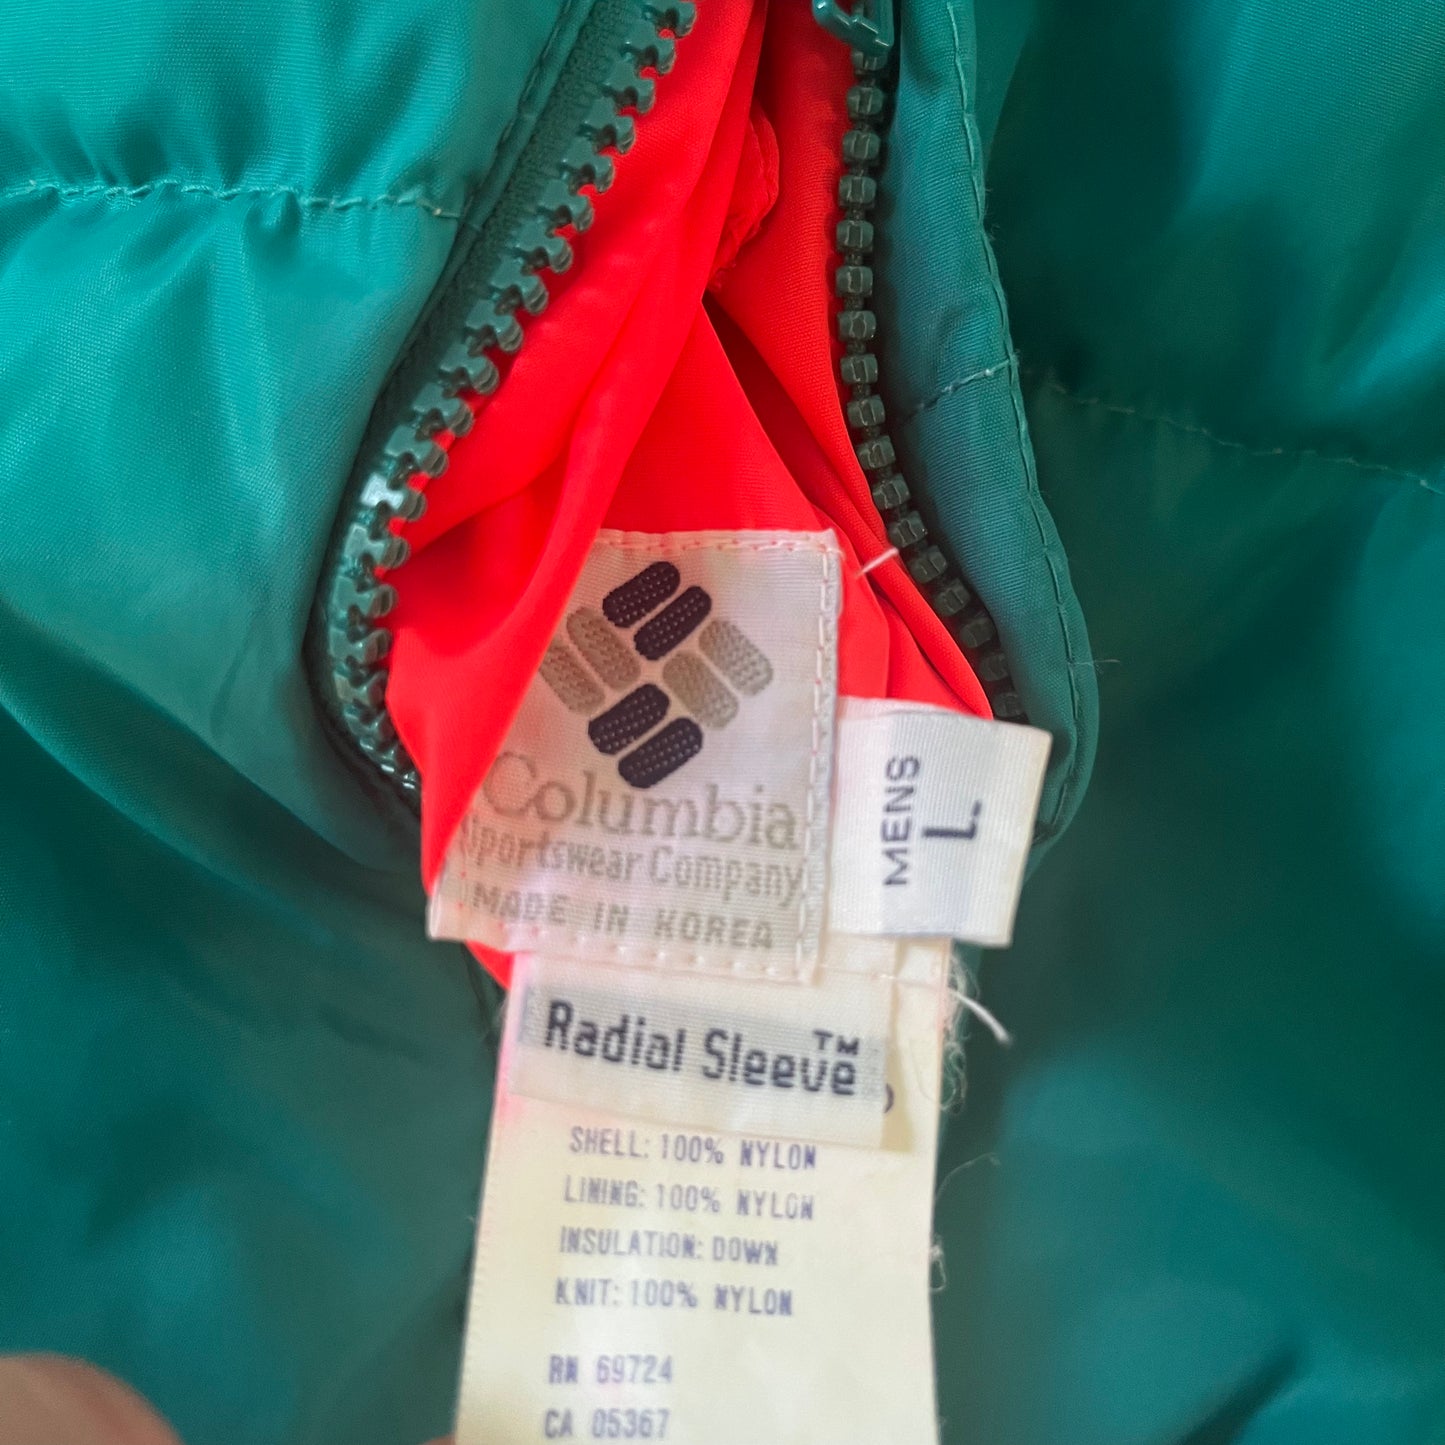 Columbia
Sportswear Company
MADE IN KOREA
MENS
L
Radial Sleeve™
SHELL: 100% NYLON
LINING: 100% NYLON
INSULATION: DOWN
KNIT: 100% NYLON
RN 69724
CA 05367